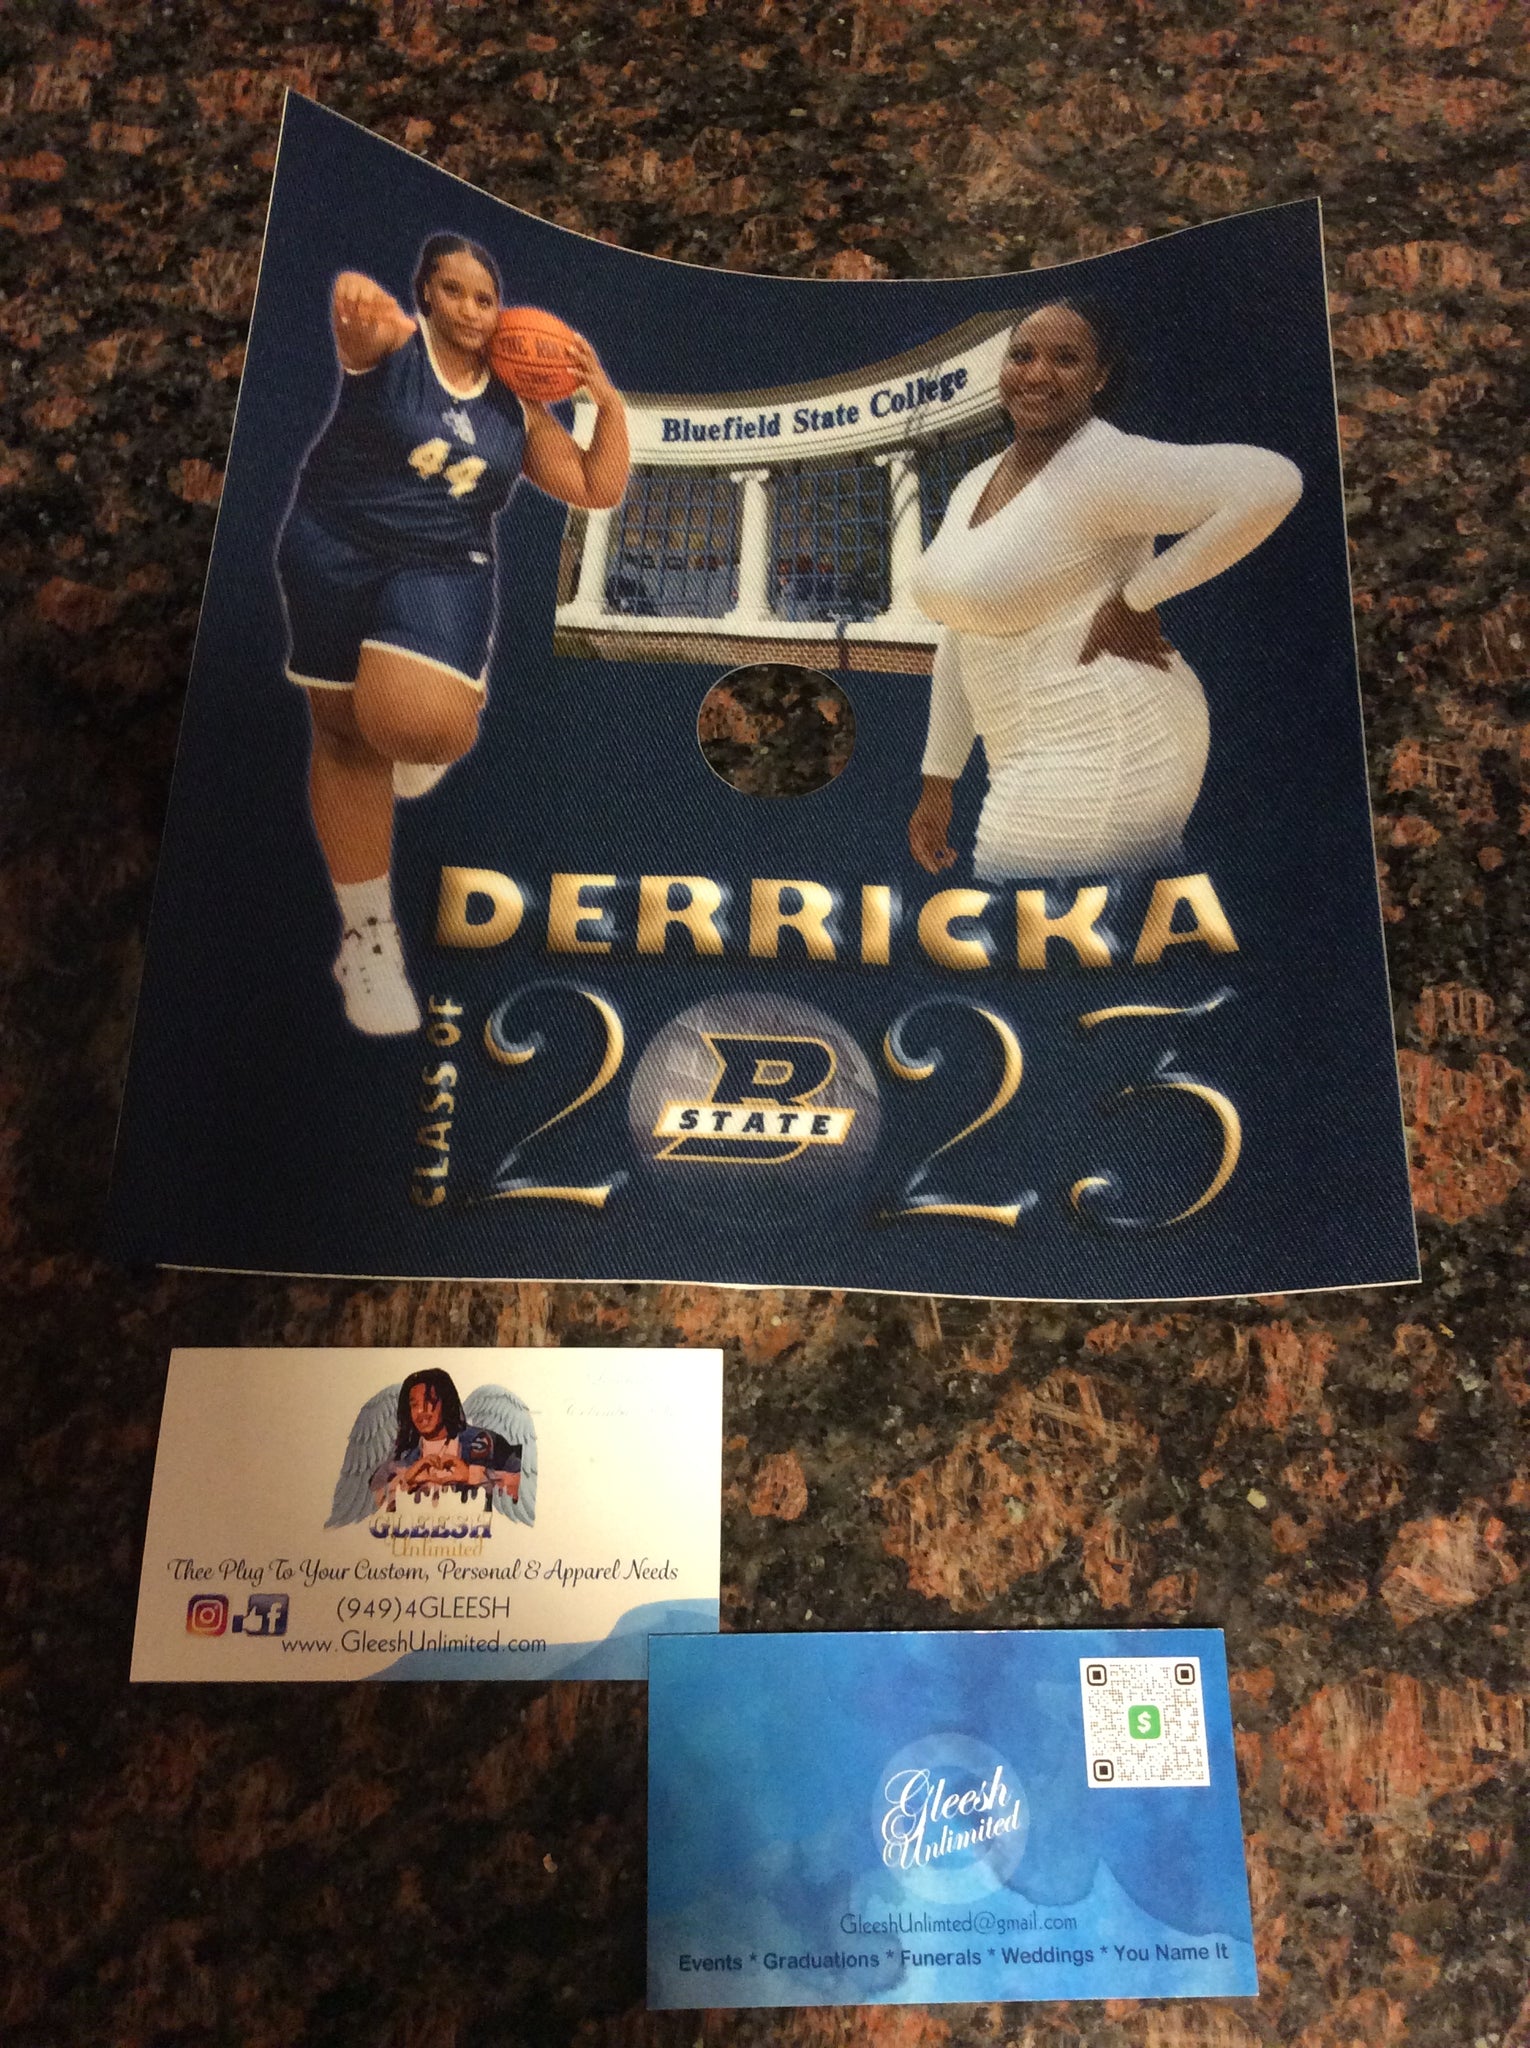 Bluefield State College
44
DERRICKA
CLASS OF
2023
STATE
GLEESH
Unlimited
Thee Plug To Your Custom, Personal & Apparel Needs
(949)4GLEESH
www.GleeshUnlimited.com
$
Gleesh
Unlimited
GleeshUnlimted@gmail.com
Events * Graduations * Funerals * Weddings * You Name It